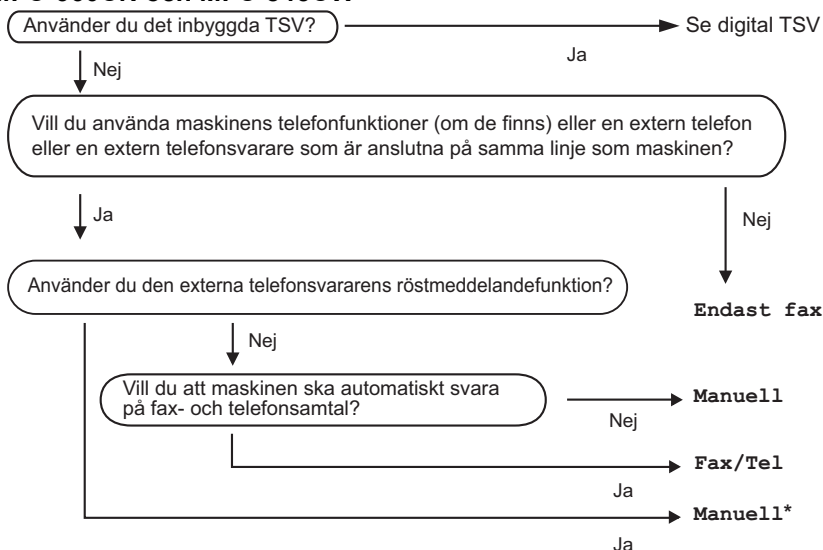 Använder du det inbyggda TSV?
Se digital TSV
Ja
Nej
Vill du använda maskinens telefonfunktioner (om de finns) eller en extern telefon
eller en extern telefonsvarare som är anslutna på samma linje som maskinen?
Ja
Nej
Använder du den externa telefonsvararens röstmeddelandefunktion?
Endast fax
Nej
Vill du att maskinen ska automatiskt svara
på fax- och telefonsamtal?
Manuell
Nej
Fax/Tel
Ja
Manuell*
Ja